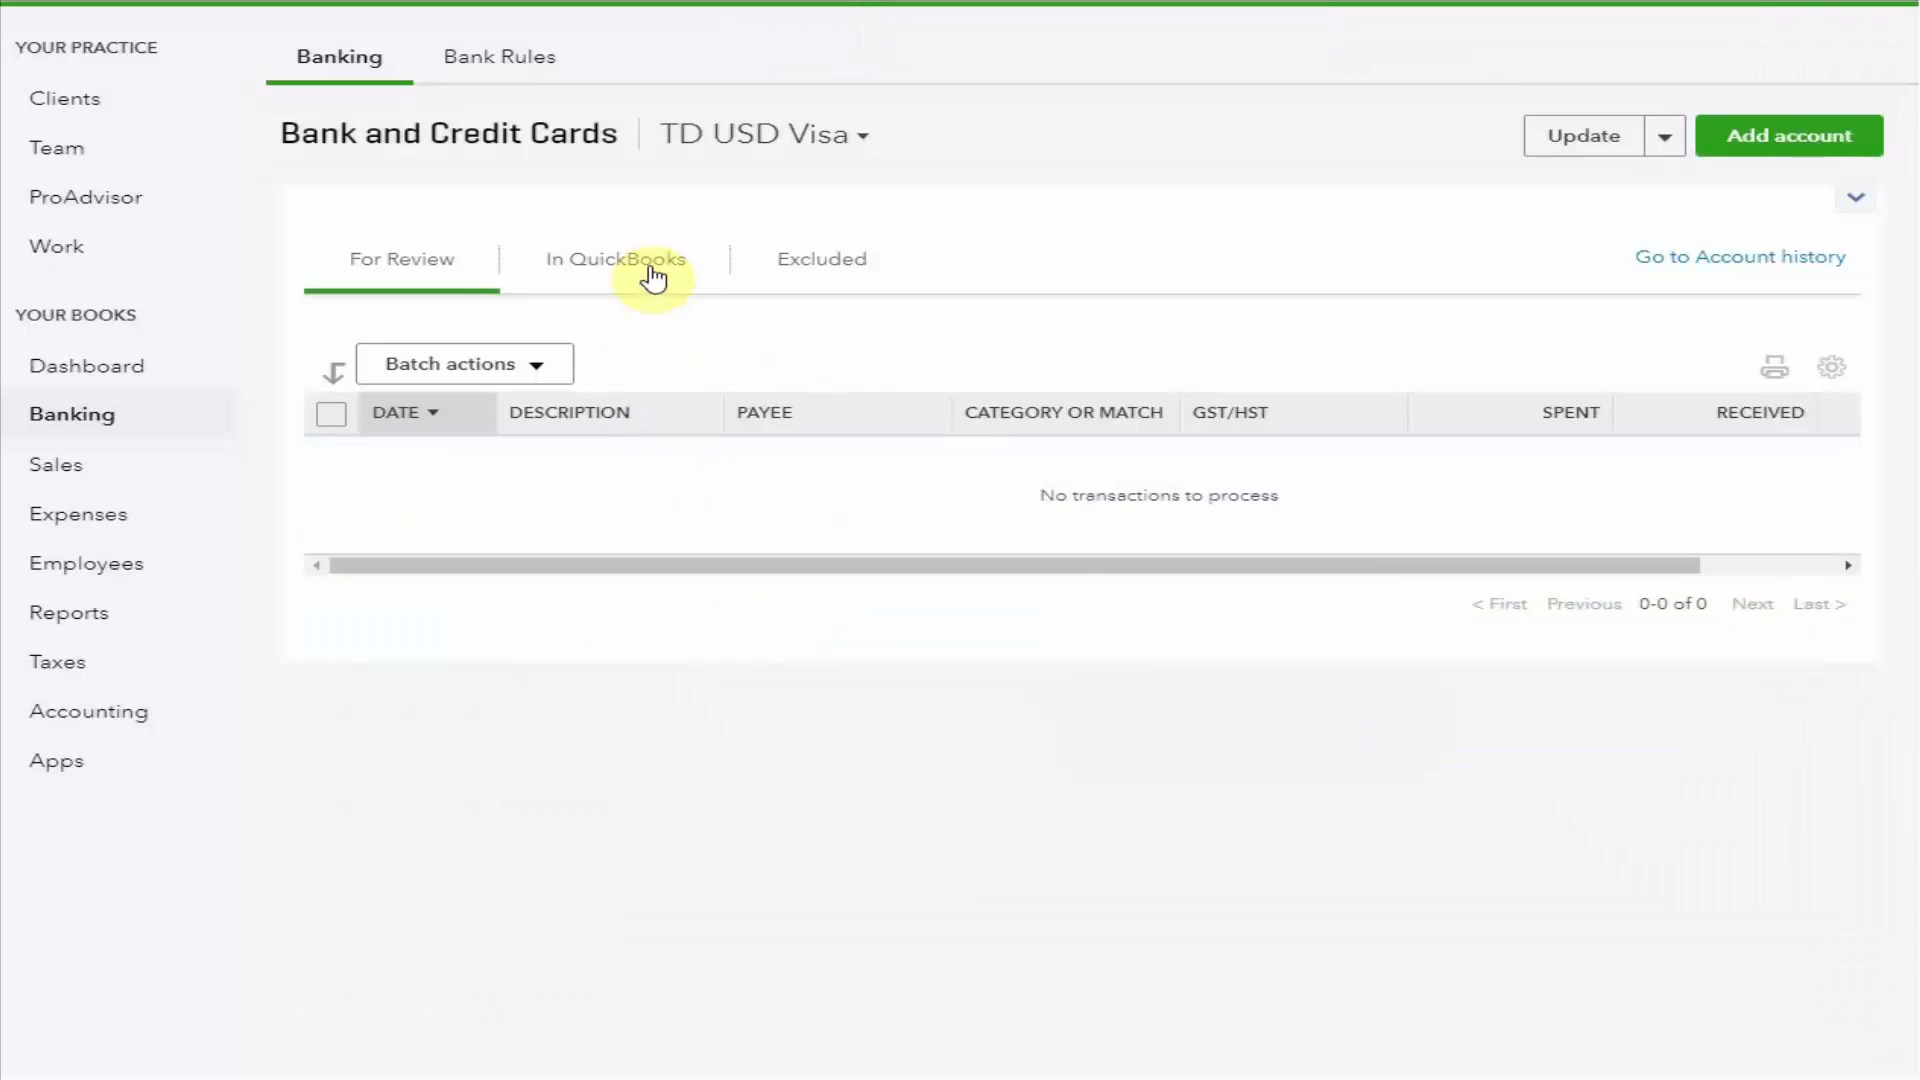 YOUR PRACTICE
Clients
Team
ProAdvisor
Work
YOUR BOOKS
Dashboard
Banking
Sales
Expenses
Employees
Reports
Taxes
Accounting
Apps
Banking
Bank Rules
Bank and Credit Cards
TD USD Visa
Update
Add account
For Review
In QuickBooks
Excluded
Go to Account history
Batch actions
DATE
DESCRIPTION
PAYEE
CATEGORY OR MATCH
GST/HST
SPENT
RECEIVED
No transactions to process
< First Previous 0-0 of 0 Next Last >